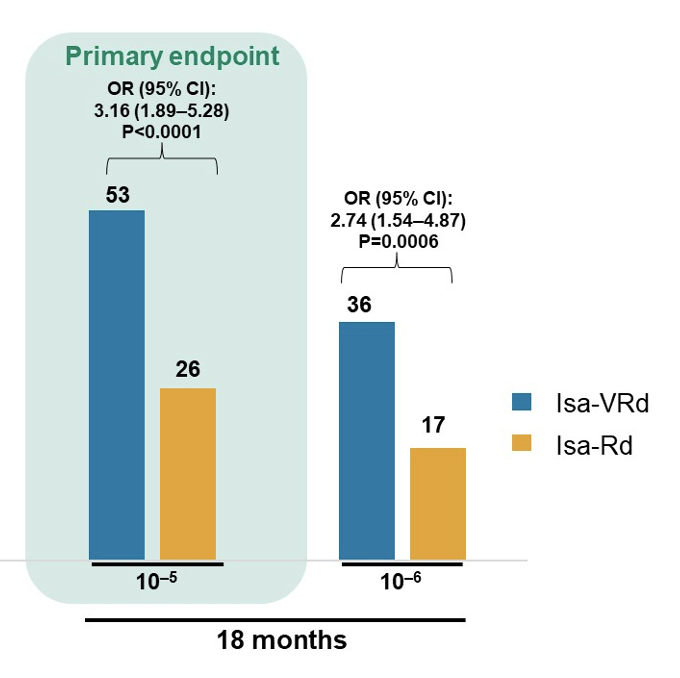 Primary endpoint
OR (95% CI):
3.16 (1.89–5.28)
P<0.0001
53
26
OR (95% CI):
2.74 (1.54–4.87)
P=0.0006
36
17
Isa-VRd
Isa-Rd
10⁻⁵
10⁻⁶
18 months